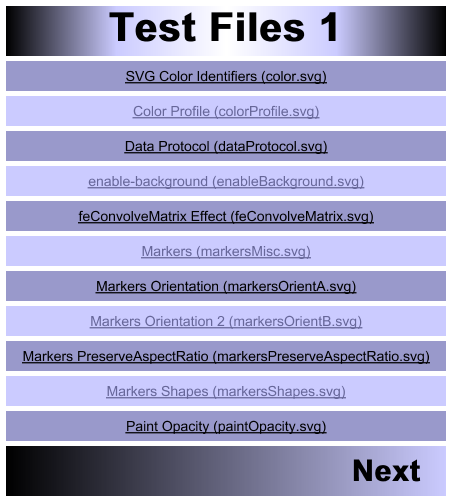 Test Files 1
SVG Color Identifiers (color.svg)
Color Profile (colorProfile.svg)
Data Protocol (dataProtocol.svg)
enable-background (enableBackground.svg)
feConvolveMatrix Effect (feConvolveMatrix.svg)
Markers (markersMisc.svg)
Markers Orientation (markersOrientA.svg)
Markers Orientation 2 (markersOrientB.svg)
Markers PreserveAspectRatio (markersPreserveAspectRatio.svg)
Markers Shapes (markersShapes.svg)
Paint Opacity (paintOpacity.svg)
Next